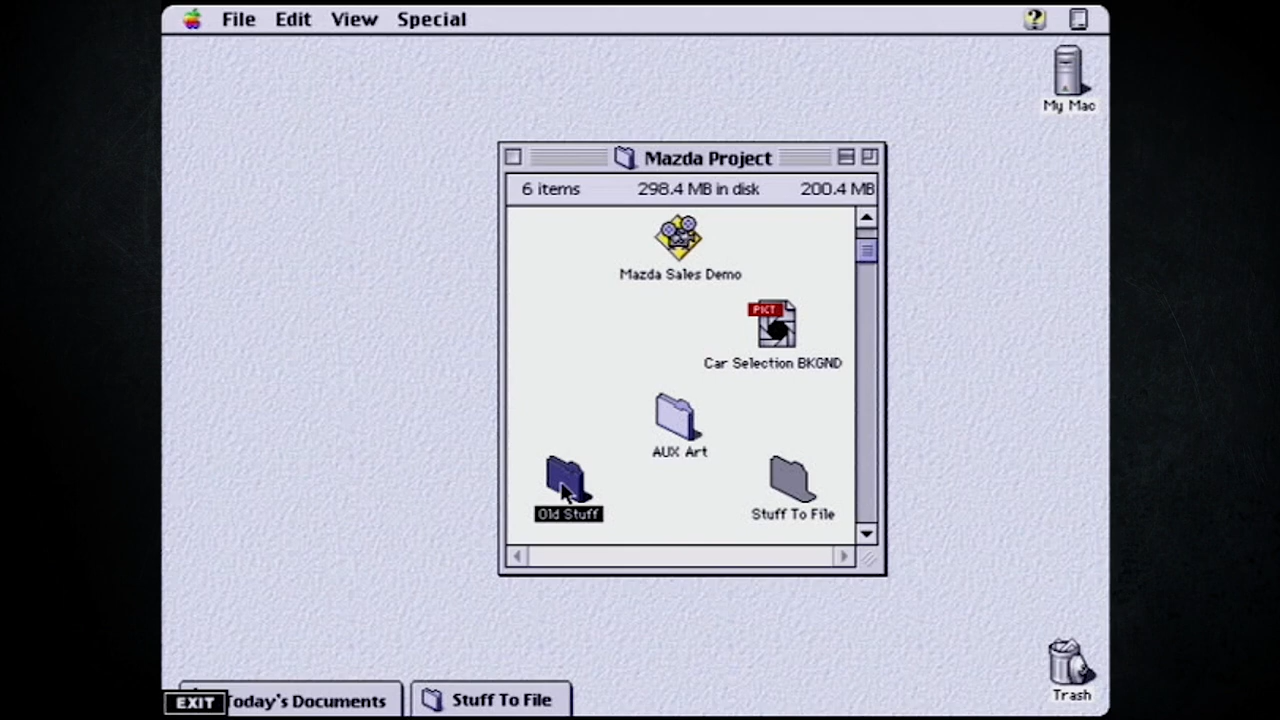 File Edit View Special
My Mac
Mazda Project
6 items 298.4 MB in disk 200.4 MB
Mazda Sales Demo
PICT
Car Selection BKGND
AUX Art
Old Stuff
Stuff To File
Trash
EXIT
Today's Documents
Stuff To File